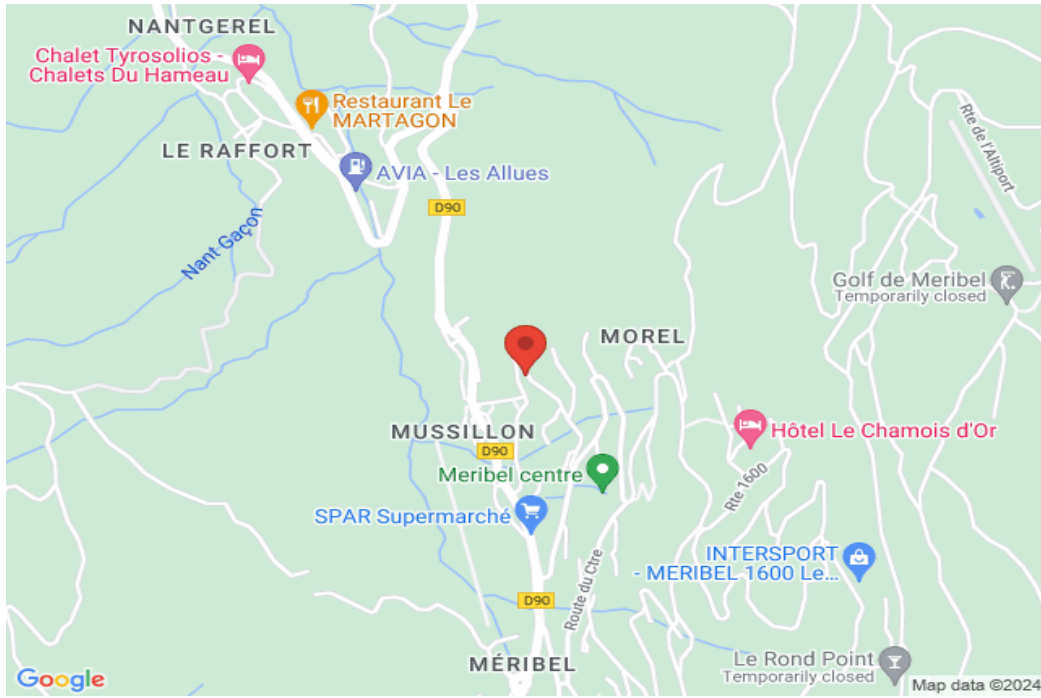 NANTGEREL
Chalet Tyrosolios -
Chalets Du Hameau
Restaurant Le
MARTAGON
LE RAFFORT
AVIA - Les Allues
Rte de l'Altiport
D90
Nant Gaçon
Golf de Meribel
Temporarily closed
MOREL
MUSSILLON
Hôtel Le Chamois d'Or
D90
Meribel centre
Rte 1600
SPAR Supermarché
INTERSPORT
- MERIBEL 1600 Le...
Route du Ctre
D90
MÉRIBEL
Le Rond Point
Temporarily closed
Google
Map data ©2024